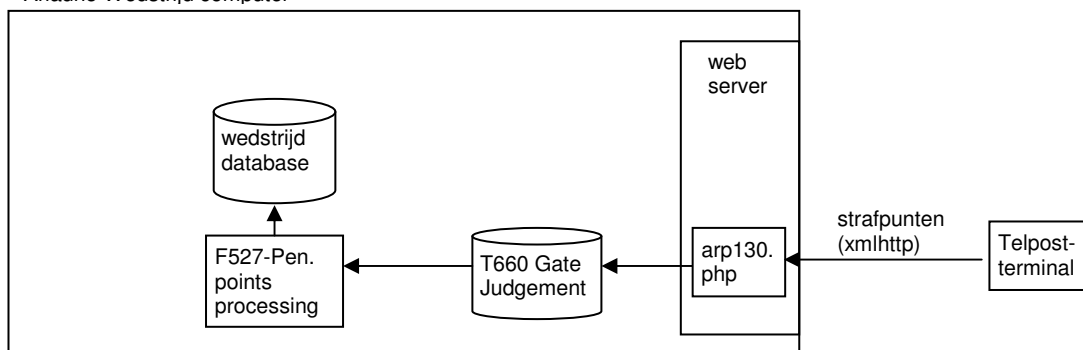 web
server
wedstrijd
database
strafpunten
(xmlhttp)
F527-Pen.
points
processing
T660 Gate
Judgement
arp130.
php
Telpost-
terminal